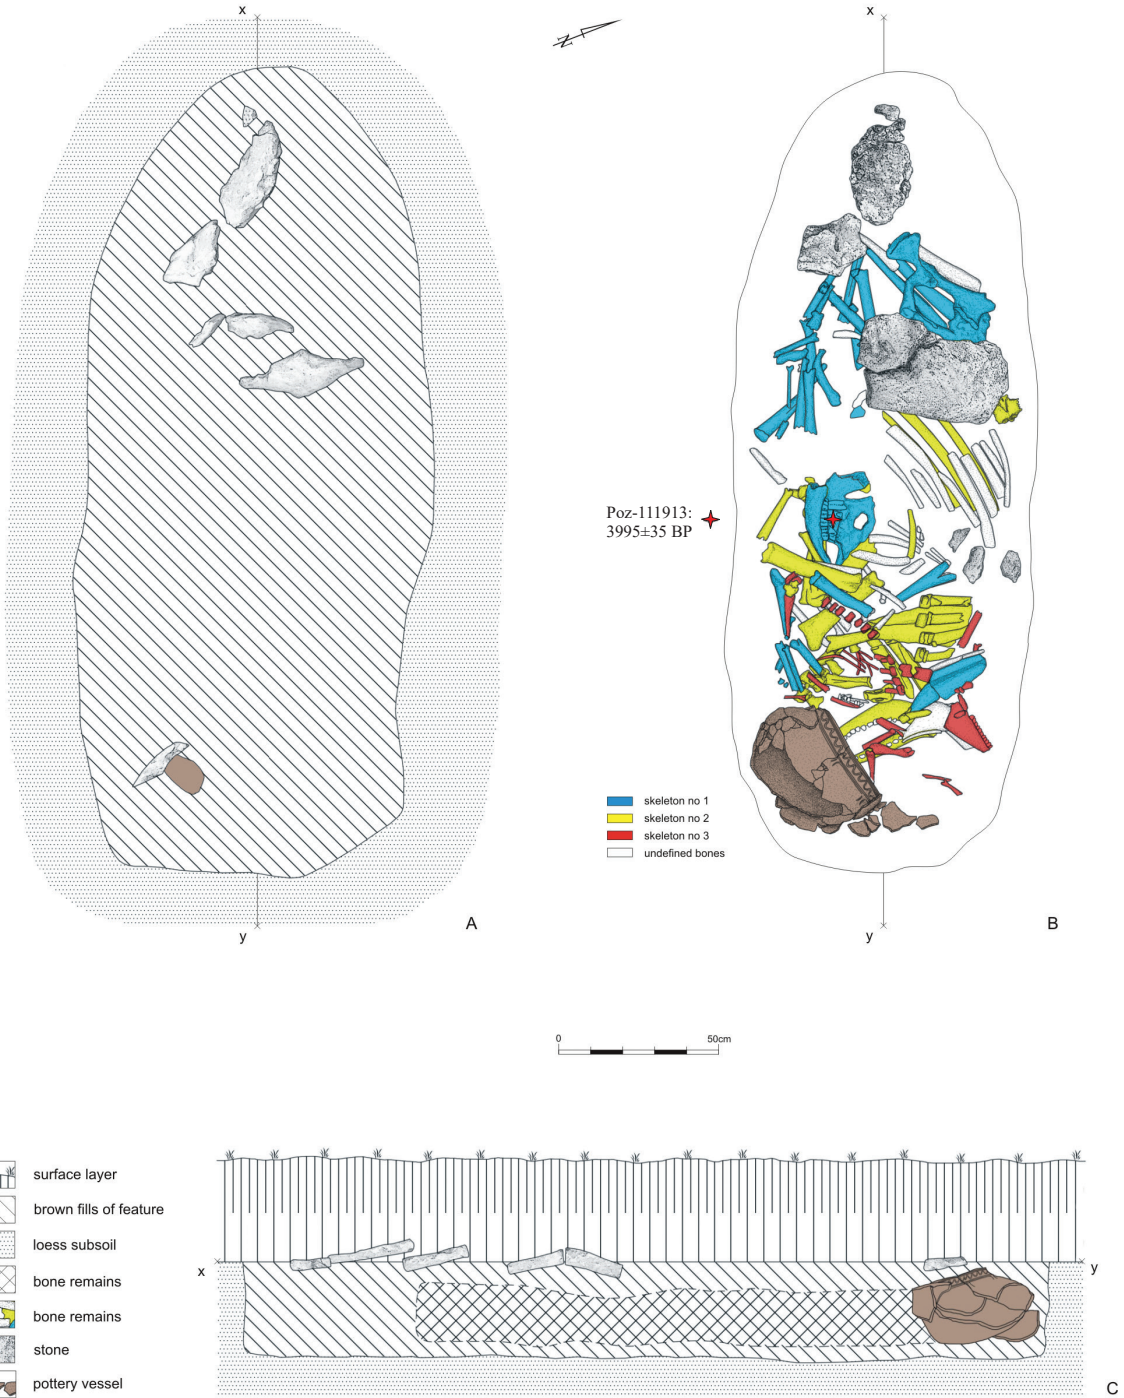 x
x
N
Poz-111913:
3995±35 BP
skeleton no 1
skeleton no 2
skeleton no 3
undefined bones
A
B
y
y
0 50cm
surface layer
brown fills of feature
loess subsoil
x
y
bone remains
bone remains
stone
pottery vessel
C